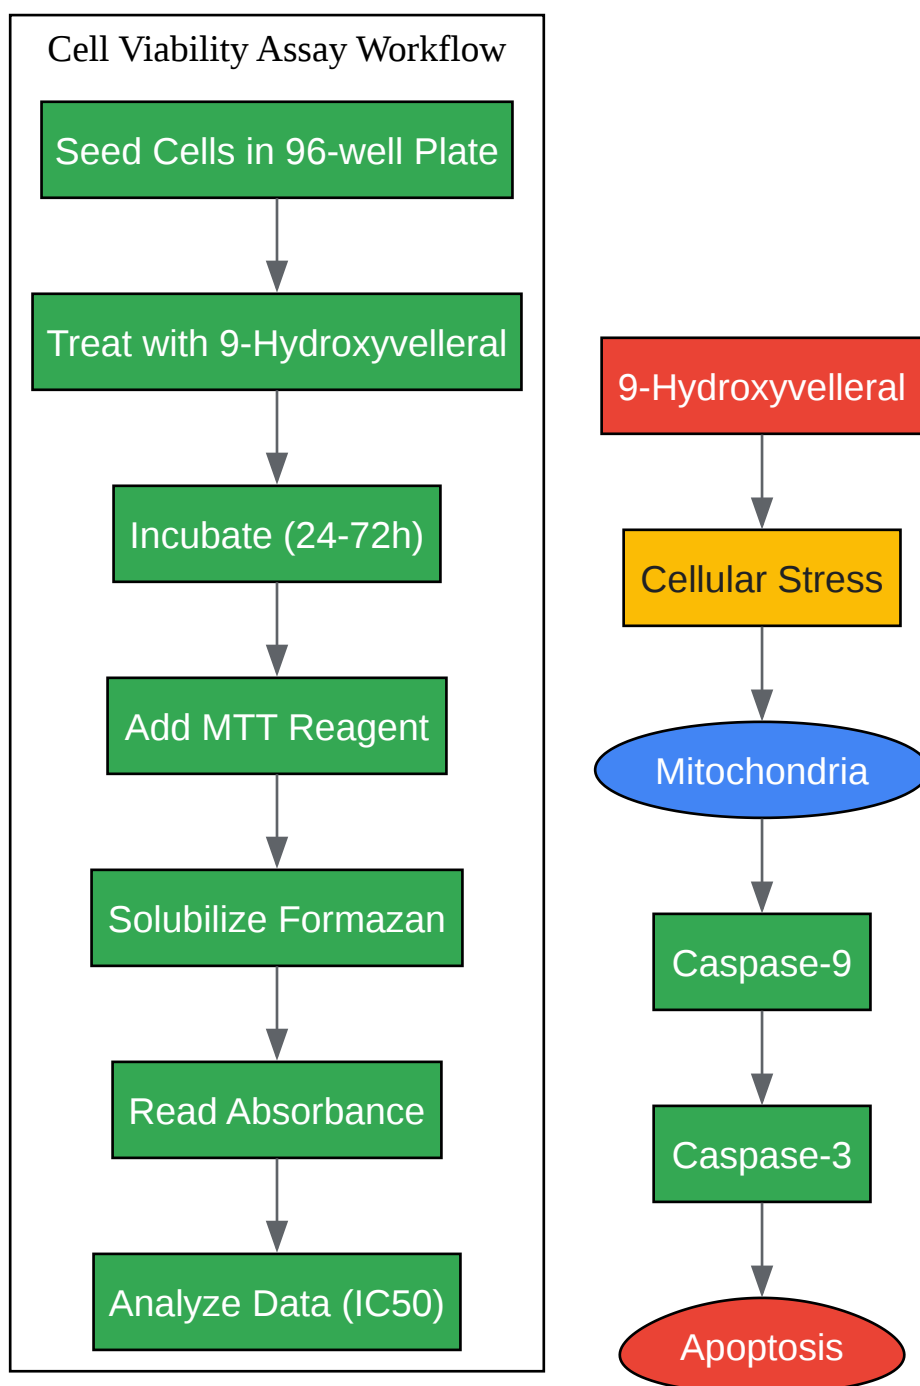 Cell Viability Assay Workflow
Seed Cells in 96-well Plate
Treat with 9-Hydroxyvelleral
Incubate (24-72h)
Add MTT Reagent
Solubilize Formazan
Read Absorbance
Analyze Data (IC50)
9-Hydroxyvelleral
Cellular Stress
Mitochondria
Caspase-9
Caspase-3
Apoptosis